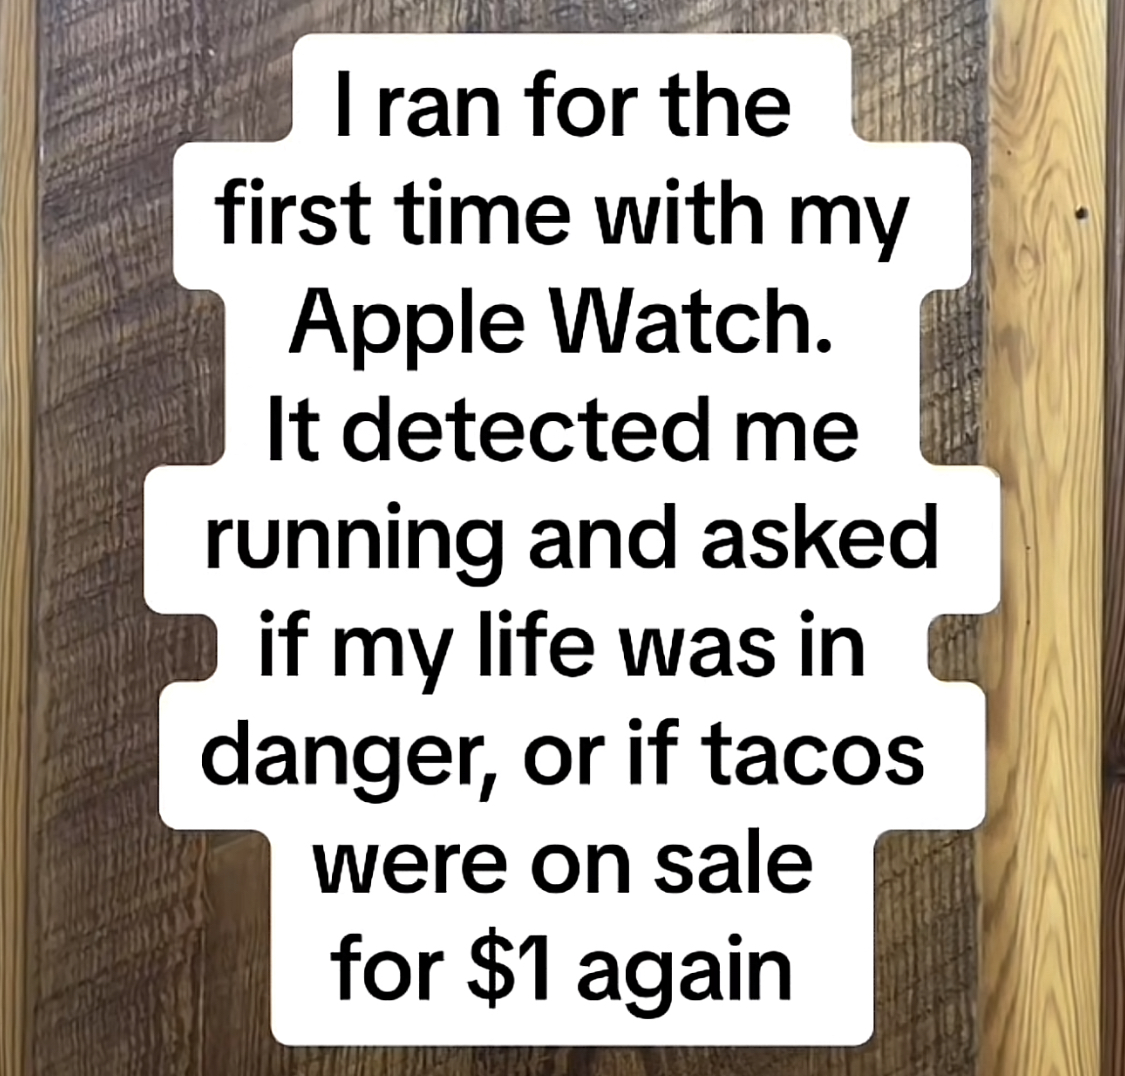 I ran for the
first time with my
Apple Watch.
It detected me
running and asked
if my life was in
danger, or if tacos
were on sale
for $1 again